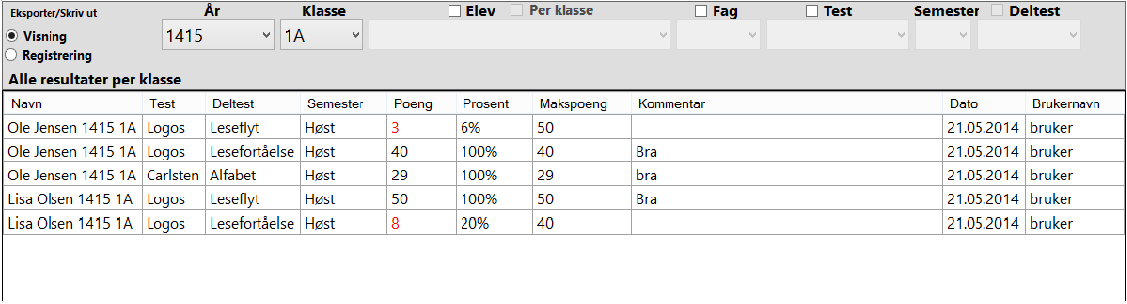 Eksporter/Skriv ut År Klasse Elev Per klasse Fag Test Semester Deltest
Visning 1415 1A
Registrering
Alle resultater per klasse
Navn Test Deltest Semester Poeng Prosent Makspoeng Kommentar Dato Brukernavn
Ole Jensen 1415 1A Logos Leseflyt Høst 3 6% 50 21.05.2014 bruker
Ole Jensen 1415 1A Logos Lesefortåelse Høst 40 100% 40 Bra 21.05.2014 bruker
Ole Jensen 1415 1A Carlsten Alfabet Høst 29 100% 29 bra 21.05.2014 bruker
Lisa Olsen 1415 1A Logos Leseflyt Høst 50 100% 50 Bra 21.05.2014 bruker
Lisa Olsen 1415 1A Logos Lesefortåelse Høst 8 20% 40 21.05.2014 bruker